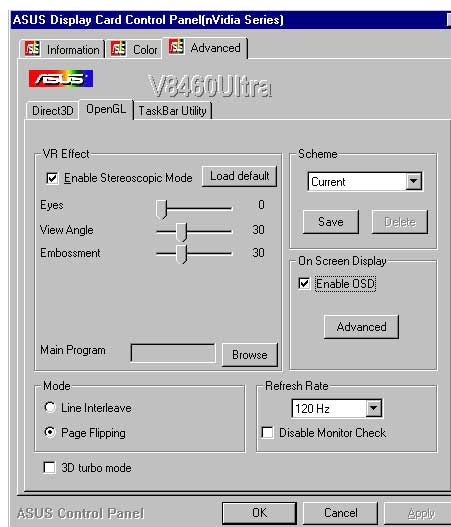 ASUS Display Card Control Panel(nVidia Series)
Information Color Advanced
ASUS V8460Ultra
Direct3D OpenGL TaskBar Utility
VR Effect
Enable Stereoscopic Mode Load default
Eyes 0
View Angle 30
Embossment 30
Main Program Browse
Scheme
Current
Save Delete
On Screen Display
Enable OSD
Advanced
Mode
Line Interleave
Page Flipping
Refresh Rate
120 Hz
Disable Monitor Check
3D turbo mode
ASUS Control Panel OK Cancel Apply